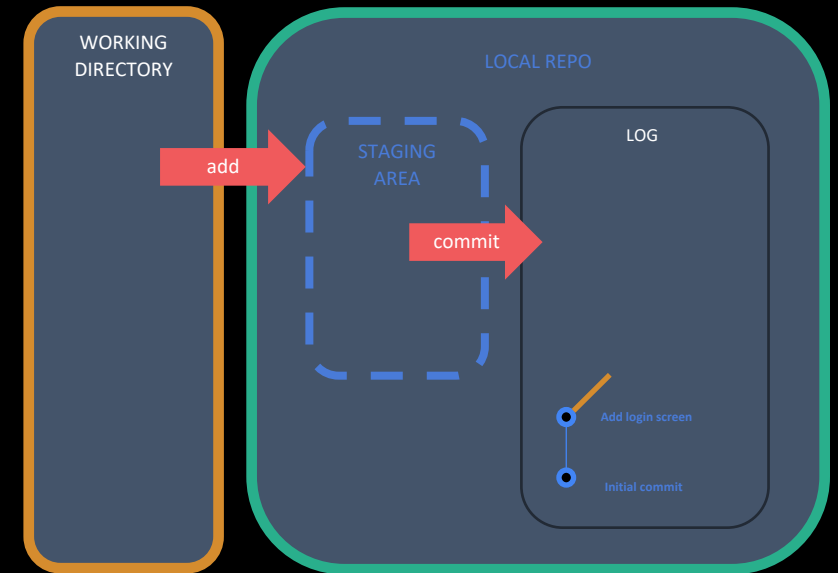 WORKING
DIRECTORY
LOCAL REPO
LOG
STAGING
AREA
add
commit
Add login screen
Initial commit